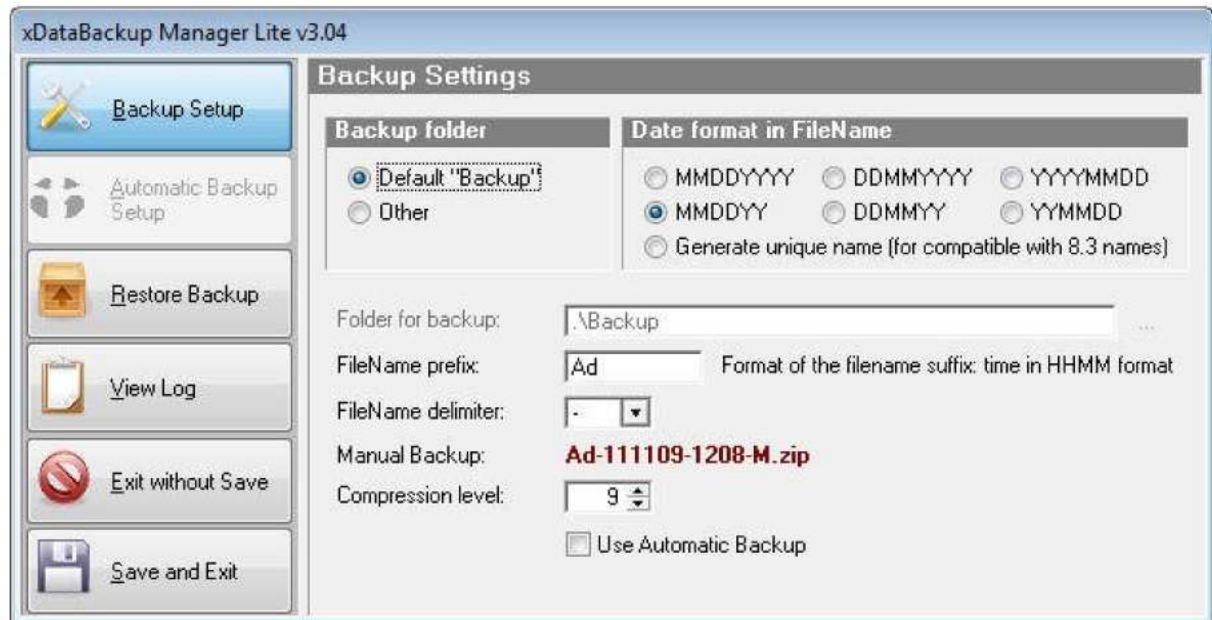 xDataBackup Manager Lite v3.04
Backup Setup
Automatic Backup
Setup
Restore Backup
View Log
Exit without Save
Save and Exit
Backup Settings
Backup folder
Default "Backup"
Other
Date format in FileName
MMDDYYYY DDMMYYYY YYYYMMDD
MMDDYY DDMMYY YYMMDD
Generate unique name (for compatible with 8.3 names)
Folder for backup: .\Backup ...
FileName prefix: Ad Format of the filename suffix: time in HHMM format
FileName delimiter: -
Manual Backup: Ad-111109-1208-M.zip
Compression level: 9
Use Automatic Backup